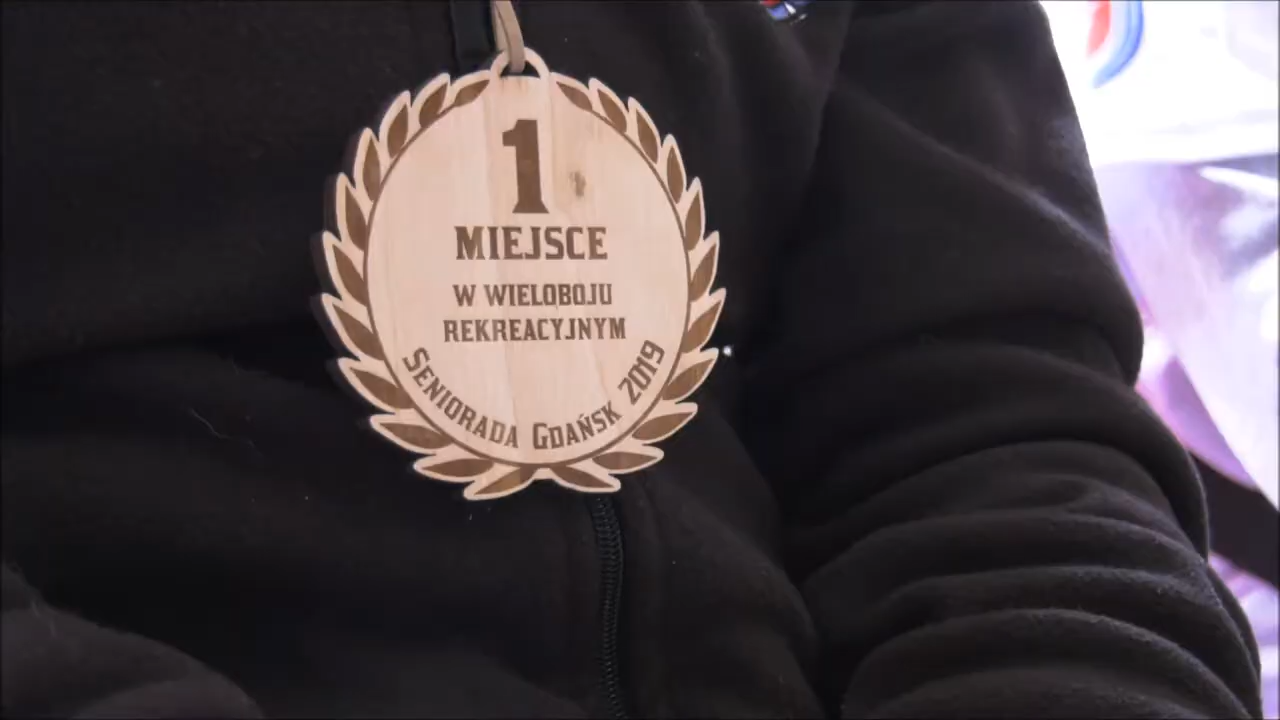 1
MIEJSCE
W WIELOBOJU
REKREACYJNYM
SENIORADA GDAŃSK 2019